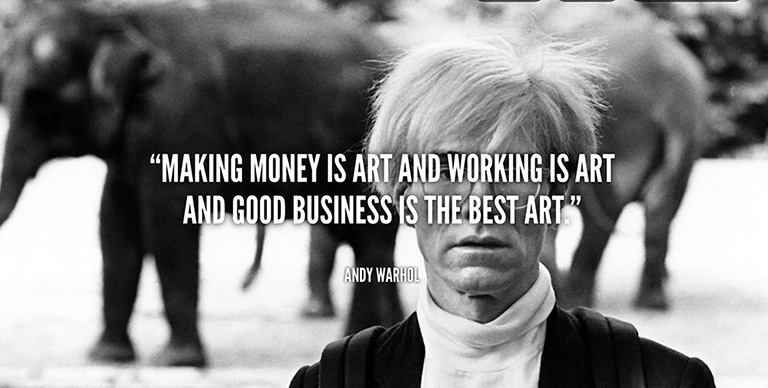 “MAKING MONEY IS ART AND WORKING IS ART
AND GOOD BUSINESS IS THE BEST ART.”
ANDY WARHOL